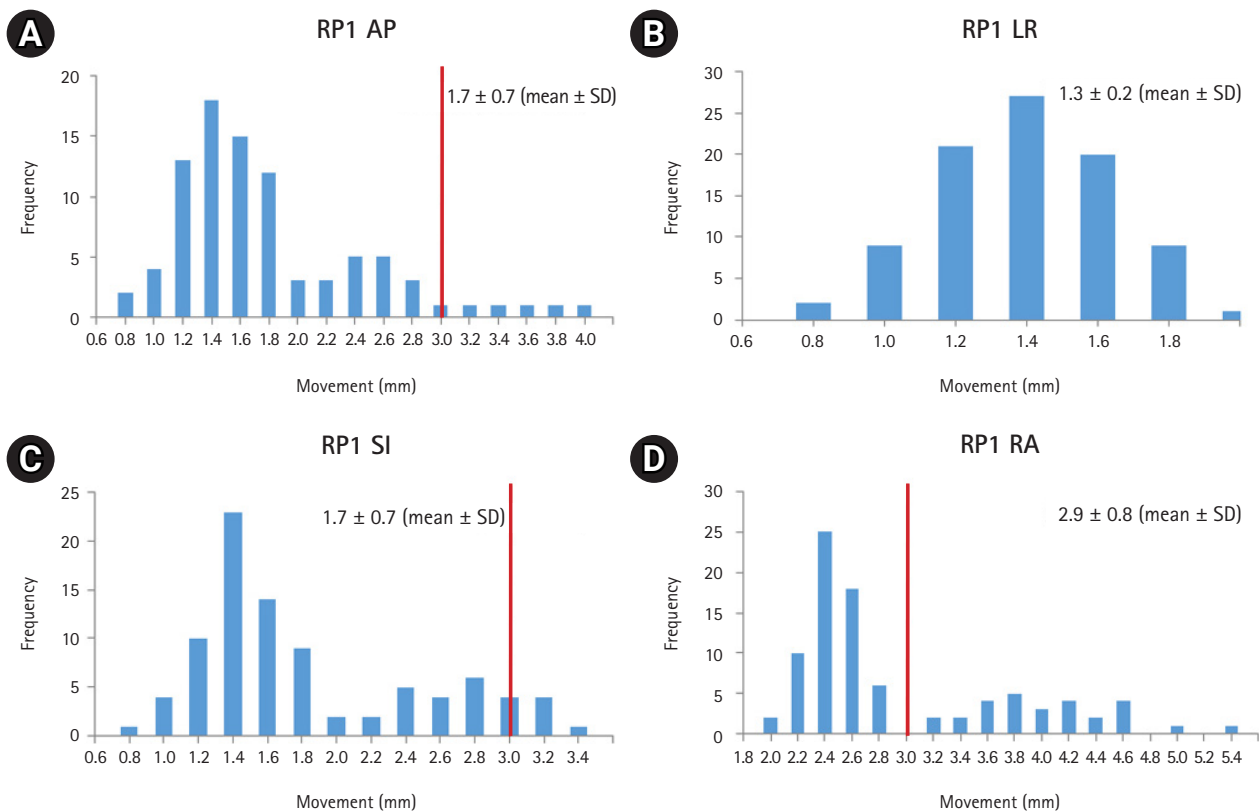 A
RP1 AP
1.7 ± 0.7 (mean ± SD)
Frequency
20
15
10
5
0
0.6 0.8 1.0 1.2 1.4 1.6 1.8 2.0 2.2 2.4 2.6 2.8 3.0 3.2 3.4 3.6 3.8 4.0
Movement (mm)
B
RP1 LR
1.3 ± 0.2 (mean ± SD)
Frequency
30
25
20
15
10
5
0
0.6 0.8 1.0 1.2 1.4 1.6 1.8
Movement (mm)
C
RP1 SI
1.7 ± 0.7 (mean ± SD)
Frequency
25
20
15
10
5
0
0.6 0.8 1.0 1.2 1.4 1.6 1.8 2.0 2.2 2.4 2.6 2.8 3.0 3.2 3.4
Movement (mm)
D
RP1 RA
2.9 ± 0.8 (mean ± SD)
Frequency
30
25
20
15
10
5
0
1.8 2.0 2.2 2.4 2.6 2.8 3.0 3.2 3.4 3.6 3.8 4.0 4.2 4.4 4.6 4.8 5.0 5.2 5.4
Movement (mm)